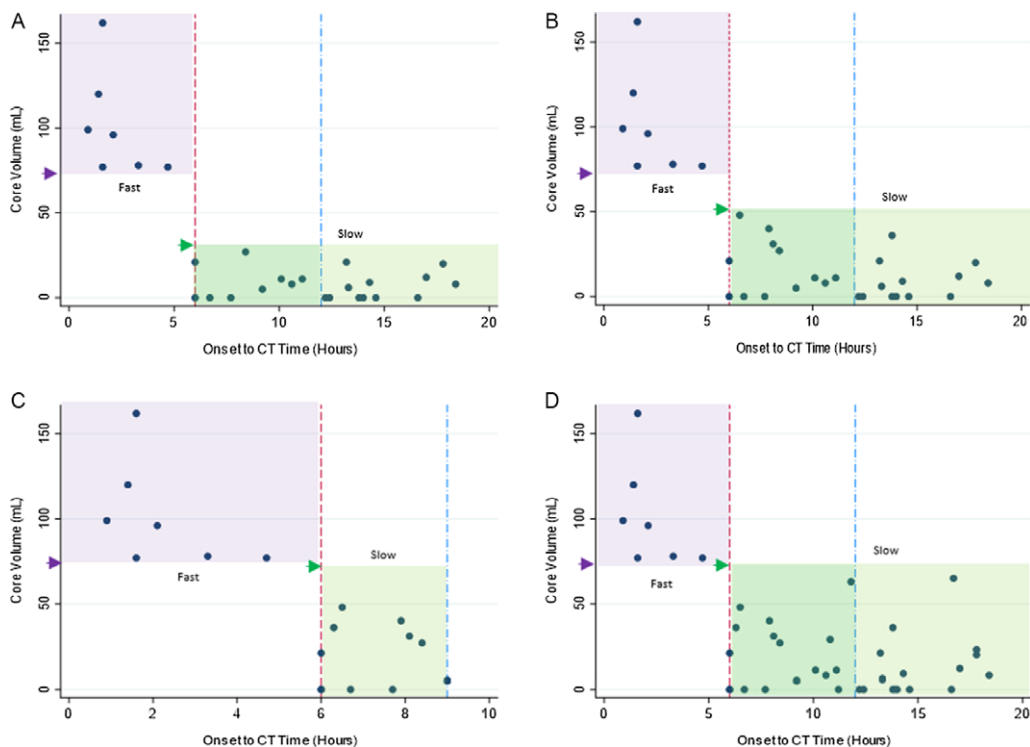 A
Core Volume (mL)
150
100
50
0
Fast
Slow
0 5 10 15 20
Onset to CT Time (Hours)
B
Core Volume (mL)
150
100
50
0
Fast
Slow
0 5 10 15 20
Onset to CT Time (Hours)
C
Core Volume (mL)
150
100
50
0
Fast
Slow
0 2 4 6 8 10
Onset to CT Time (Hours)
D
Core Volume (mL)
150
100
50
0
Fast
Slow
0 5 10 15 20
Onset to CT Time (Hours)